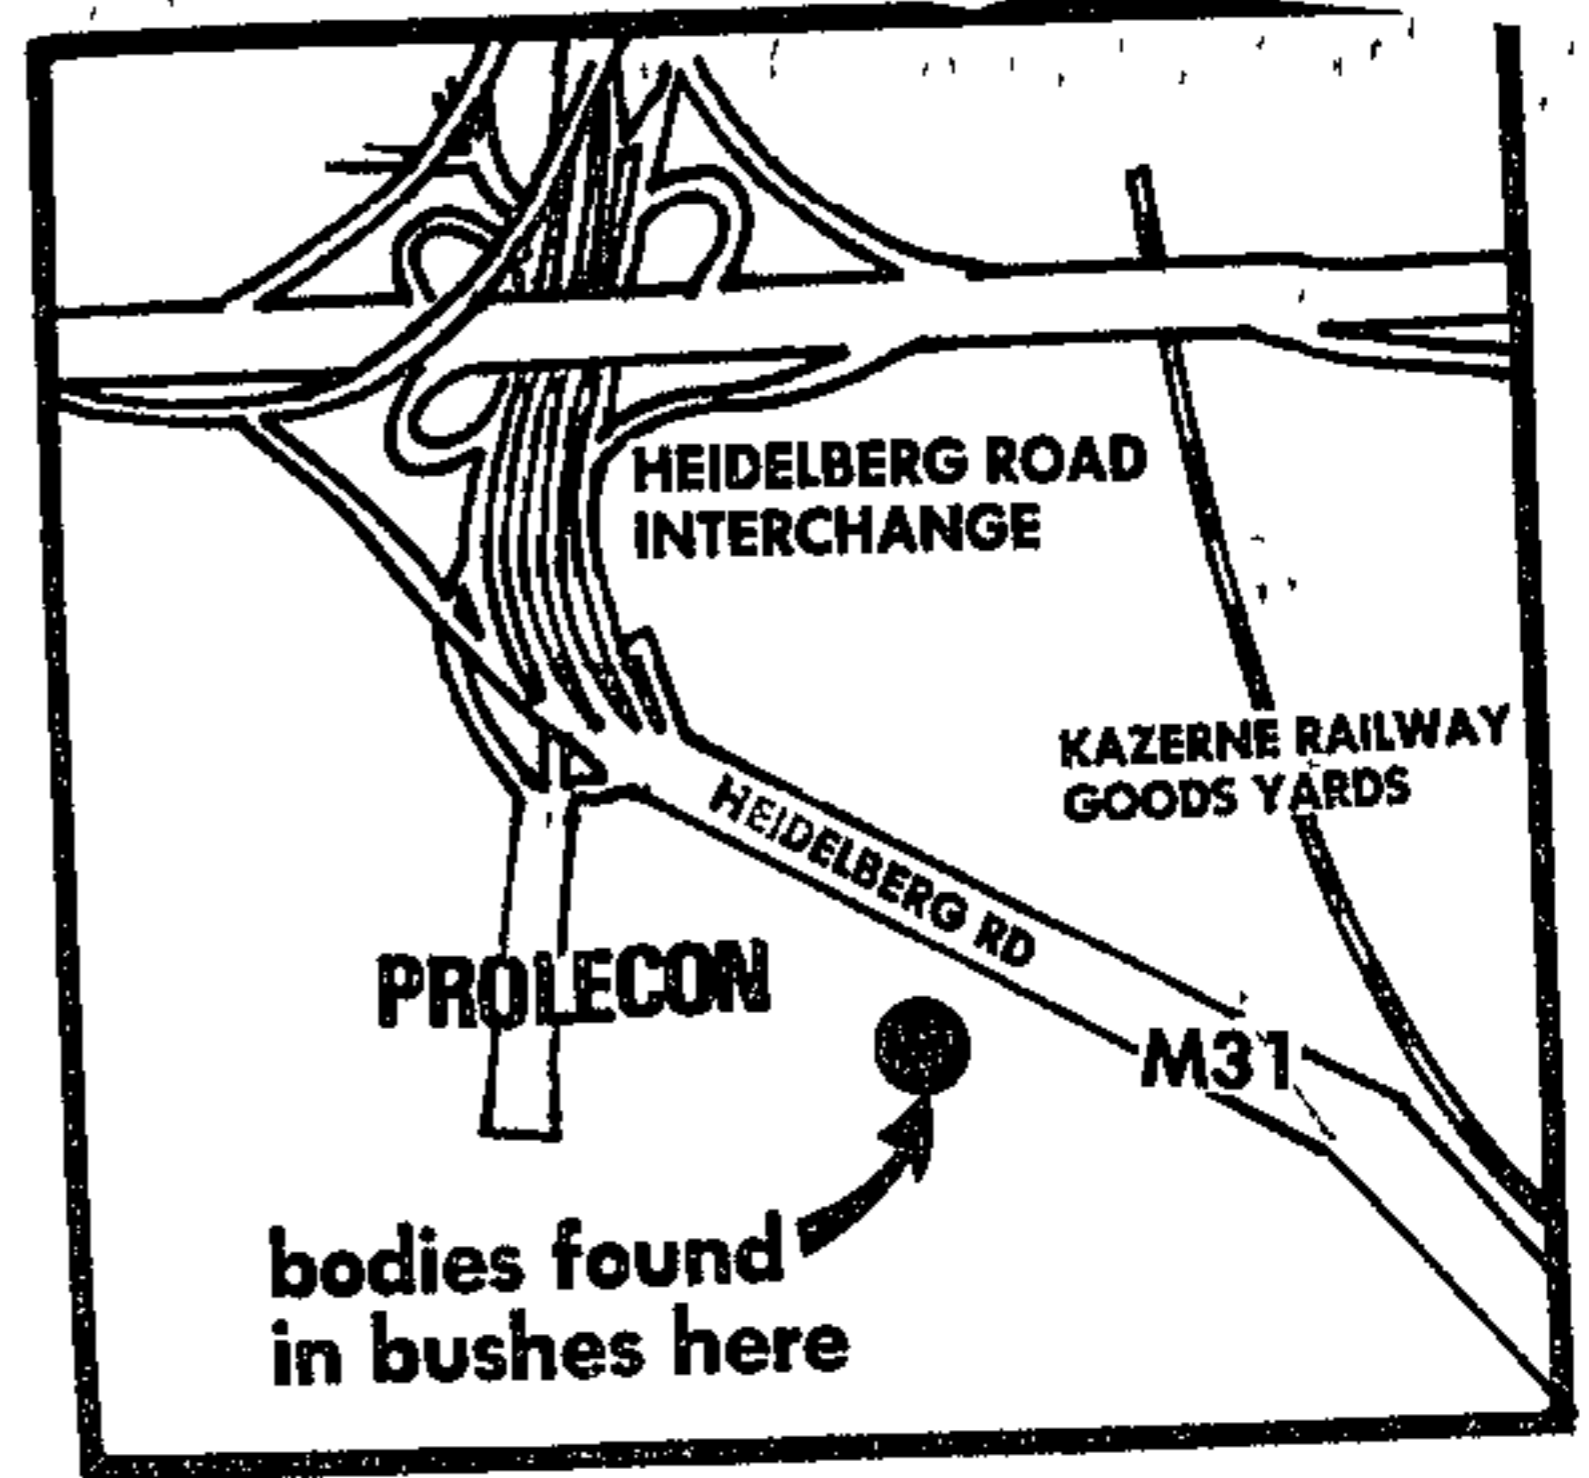 HEIDELBERG ROAD
INTERCHANGE
KAZERNE RAILWAY
GOODS YARDS
HEIDELBERG RD
PROLECON
M31
bodies found
in bushes here